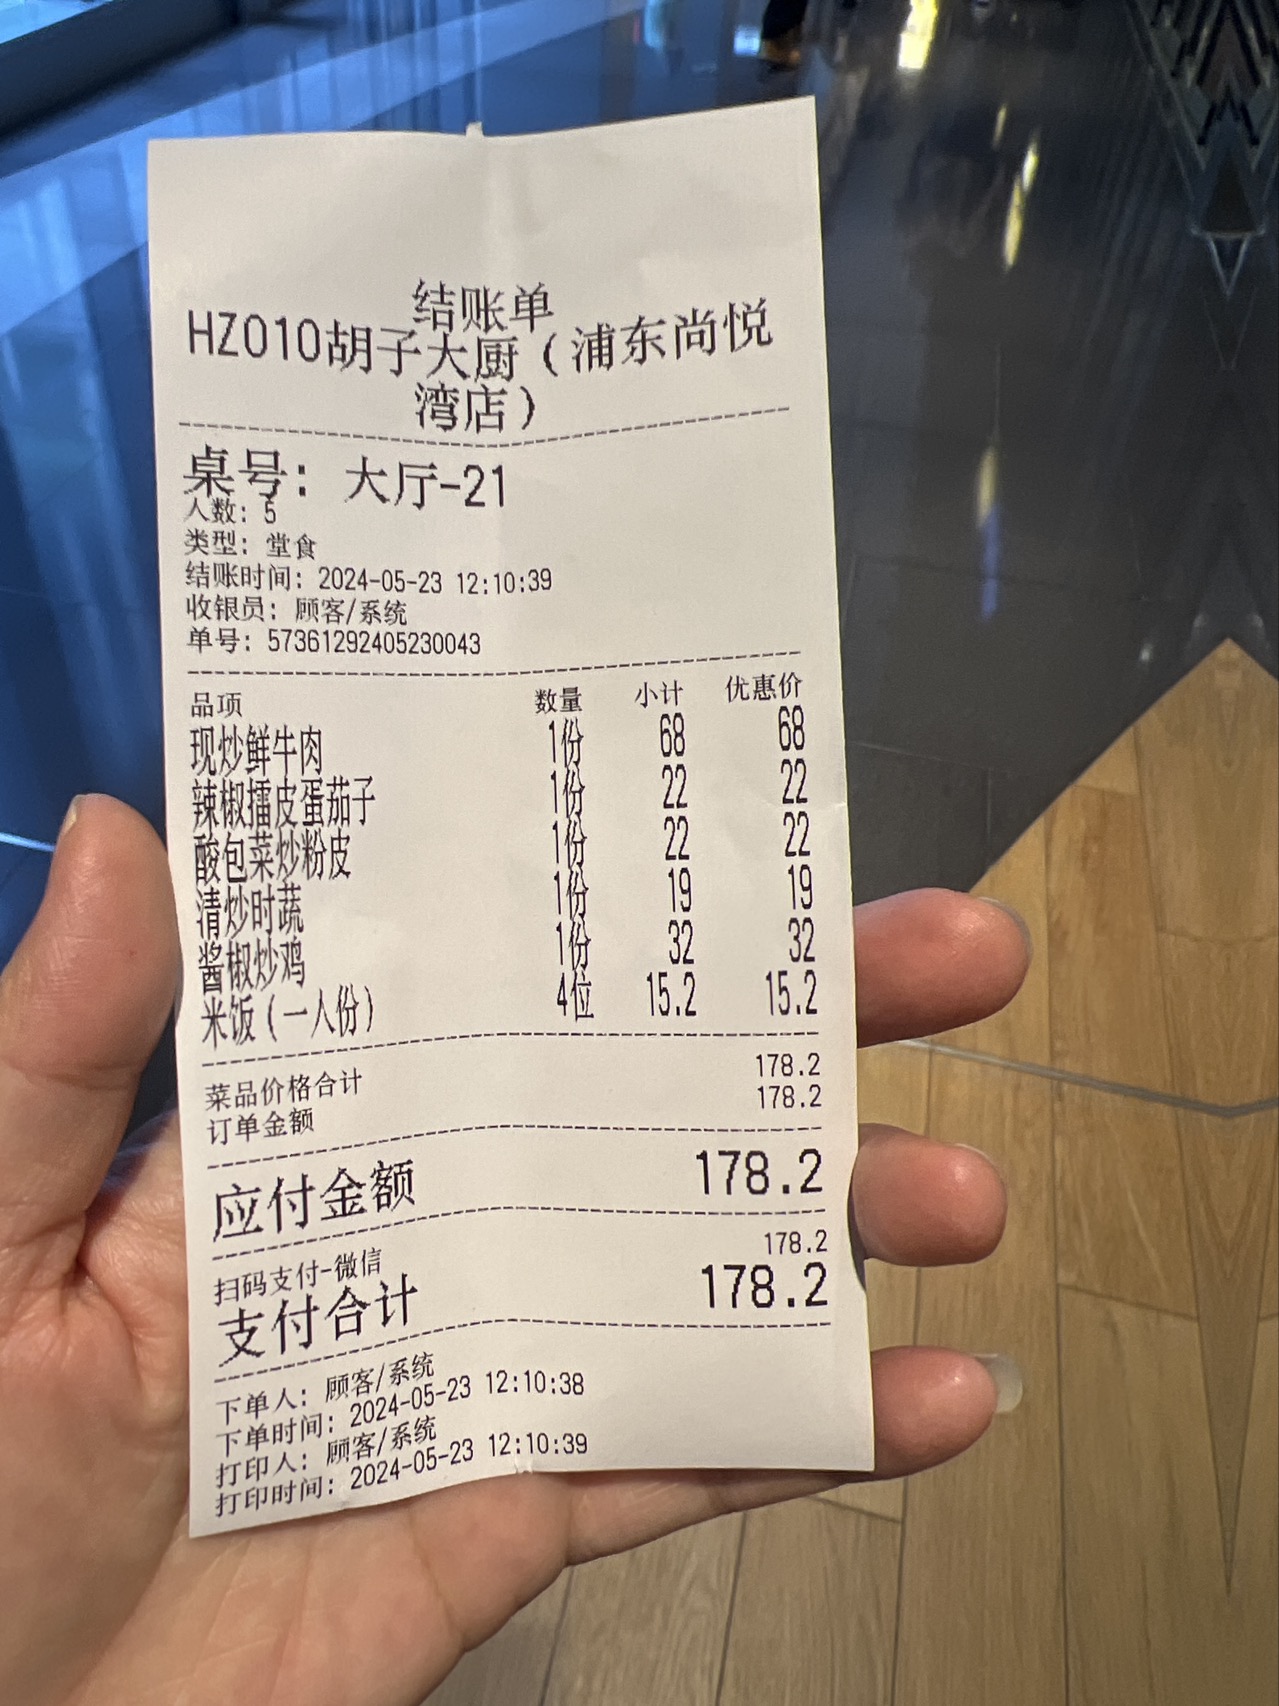 结账单
HZ010胡子大厨（浦东尚悦
湾店）
桌号：大厅-21
人数：5
类型：堂食
结账时间：2024-05-23 12:10:39
收银员：顾客/系统
单号：57361292405230043
品项 数量 小计 优惠价
现炒鲜牛肉 1份 68 68
辣椒擂皮蛋茄子 1份 22 22
酸包菜炒粉皮 1份 22 22
清炒时蔬 1份 19 19
酱椒炒鸡 1份 32 32
米饭（一人份） 4位 15.2 15.2
菜品价格合计 178.2
订单金额 178.2
应付金额 178.2
扫码支付-微信 178.2
支付合计 178.2
下单人：顾客/系统
下单时间：2024-05-23 12:10:38
打印人：顾客/系统
打印时间：2024-05-23 12:10:39